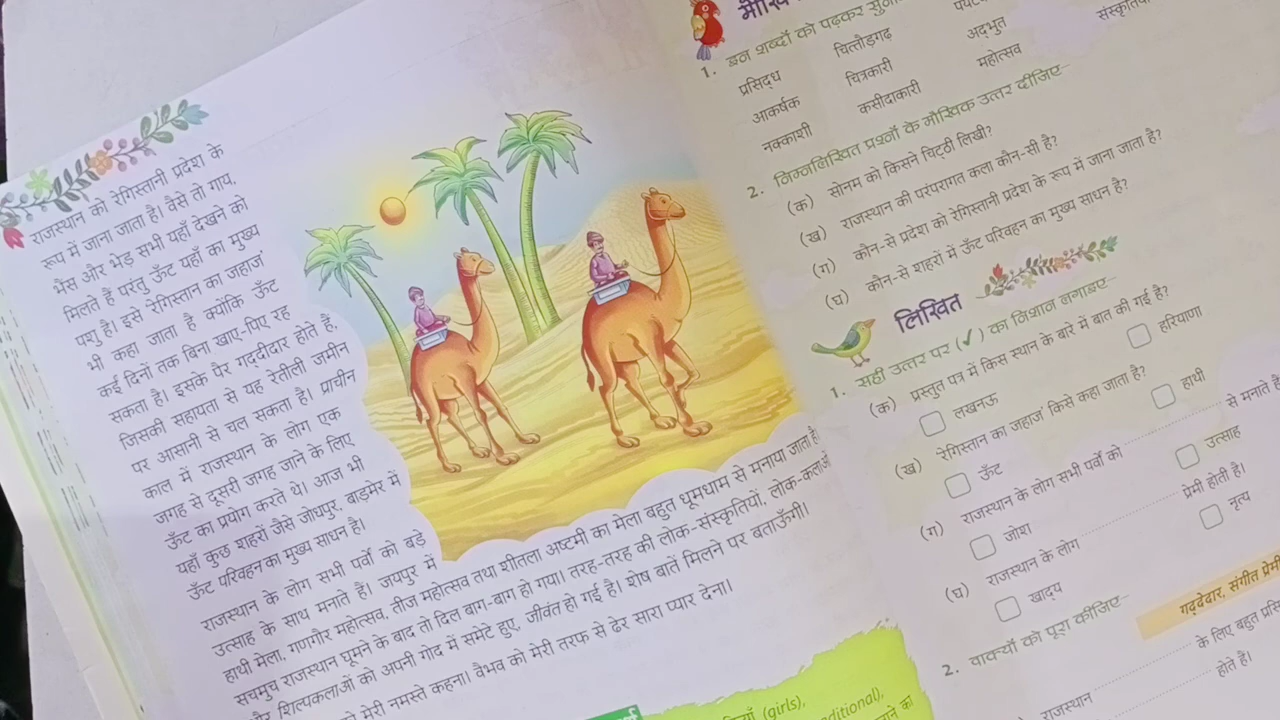 राजस्थान को रेगिस्तानी प्रदेश के
रूप में जाना जाता है। वैसे तो गाय,
भैंस और भेड़ सभी यहाँ देखने को
मिलते हैं परंतु ऊँट यहाँ का मुख्य
पशु है। इसे रेगिस्तान का जहाज
भी कहा जाता है क्योंकि ऊँट
कई दिनों तक बिना खाए-पिए रह
सकता है। इसके पैर गद्दीदार होते हैं,
जिसकी सहायता से यह रेतीली जमीन
पर आसानी से चल सकता है। प्राचीन
काल में राजस्थान के लोग एक
जगह से दूसरी जगह जाने के लिए
ऊँट का प्रयोग करते थे। आज भी
यहाँ कुछ शहरों जैसे जोधपुर, बाड़मेर में
ऊँट परिवहन का मुख्य साधन है।
राजस्थान के लोग सभी पर्वों को बड़े
उत्साह के साथ मनाते हैं। जयपुर में
हाथी मेला, गणगौर महोत्सव, तीज महोत्सव तथा शीतला अष्टमी का मेला बहुत धूमधाम से मनाया जाता है।
सचमुच राजस्थान घूमने के बाद तो दिल बाग-बाग हो गया। तरह-तरह की लोक-संस्कृतियों, लोक-कलाओं
और शिल्पकलाओं को अपनी गोद में समेटे हुए, जीवंत हो गई है। शेष बातें मिलने पर बताऊँगी।
मेरी नमस्ते कहना। वैभव को मेरी तरफ से ढेर सारा प्यार देना।
(girls),
के
1. इन शब्दों को पढ़कर
प्रसिद्ध चित्तौड़गढ़ अद्भुत
आकर्षक चित्रकारी महोत्सव
नक्काशी कसीदाकारी
2. निम्नलिखित प्रश्नों के मौखिक उत्तर दीजिए-
(क) सोनम को किसने चिट्ठी लिखी?
(ख) राजस्थान की परंपरागत कला कौन-सी है?
(ग) कौन-से प्रदेश को रेगिस्तानी प्रदेश के रूप में जाना जाता है?
(घ) कौन-से शहरों में ऊँट परिवहन का मुख्य साधन है?
लिखित
1. सही उत्तर पर (✓) का निशान लगाइए-
(क) प्रस्तुत पत्र में किस स्थान के बारे में बात की गई है?
लखनऊ हरियाणा
(ख) रेगिस्तान का जहाज किसे कहा जाता है?
ऊँट हाथी
(ग) राजस्थान के लोग सभी पर्वों को से मनाते
जोश उत्साह
(घ) राजस्थान के लोग प्रेमी होती है।
खाद्य नृत्य
2. वाक्यों को पूरा कीजिए-
गद्देदार, संगीत प्रेमी
राजस्थान के लिए बहुत
होते हैं।